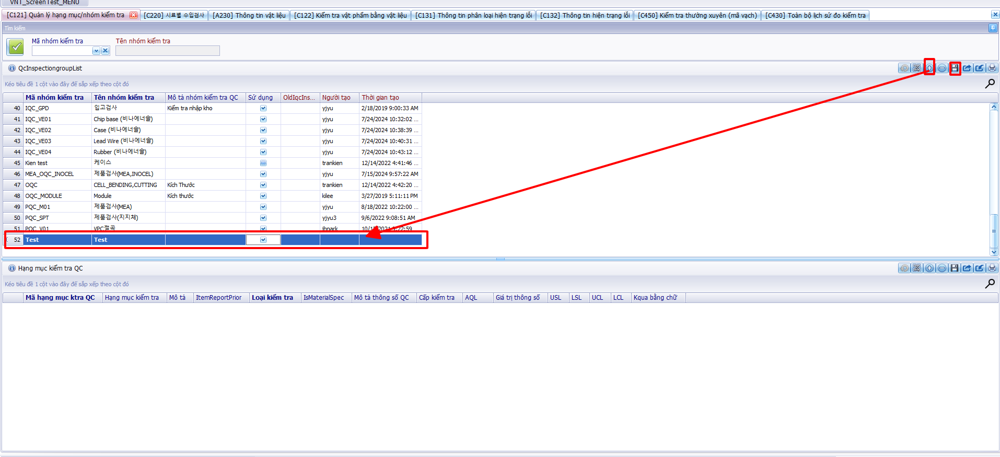 VNT_ScreenTest_MENU
[C121] Quản lý hạng mục/nhóm kiểm tra [C220] 시료별 수입검사 [A230] Thông tin vật liệu [C122] Kiểm tra vật phẩm bằng vật liệu [C131] Thông tin phân loại hiện trạng lỗi [C132] Thông tin hiện trạng lỗi [C450] Kiểm tra thường xuyên (mã vạch) [C430] Toàn bộ lịch sử đo kiểm tra
Tìm kiếm
Mã nhóm kiểm tra Tên nhóm kiểm tra
QcInspectiongroupList
Kéo tiêu đề 1 cột vào đây để sắp xếp theo cột đó
Mã nhóm kiểm tra Tên nhóm kiểm tra Mô tả nhóm kiểm tra QC Sử dụng OldIqcIns... Người tạo Thời gian tạo
40 IQC_GPD 입고검사 Kiểm tra nhập kho yjyu 2/18/2019 9:00:33 AM
41 IQC_VE01 Chip base (비나에너솔) yjyu 7/24/2024 10:32:02 ...
42 IQC_VE02 Case (비나에너솔) yjyu 7/24/2024 10:38:39 ...
43 IQC_VE03 Lead Wire (비나에너솔) yjyu 7/24/2024 10:40:31 ...
44 IQC_VE04 Rubber (비나에너솔) yjyu 7/24/2024 10:43:12 ...
45 Kien test 케이스 trankien 12/14/2022 4:41:46 ...
46 MEA_OQC_INOCEL 제품검사(MEA,INOCEL) yjyu 7/15/2024 9:57:22 AM
47 OQC CELL_BENDING,CUTTING Kích Thước trankien 12/14/2022 4:42:20 ...
48 OQC_MODULE Module Kích thước kilee 3/27/2019 5:11:11 PM
49 PQC_M01 제품검사(MEA) yjyu 8/18/2022 10:22:00 ...
50 PQC_SPT 제품검사(지지체) yjyu3 9/6/2022 9:08:51 AM
51 PQC_V01 VPC절곡 jhpark
52 Test Test
Hạng mục kiểm tra QC
Kéo tiêu đề 1 cột vào đây để sắp xếp theo cột đó
Mã hạng mục ktra QC Hạng mục kiểm tra Mô tả ItemReportPrior Loại kiểm tra IsMaterialSpec Mô tả thông số QC Cấp kiểm tra AQL Giá trị thông số USL LSL UCL LCL Kqua bằng chữ